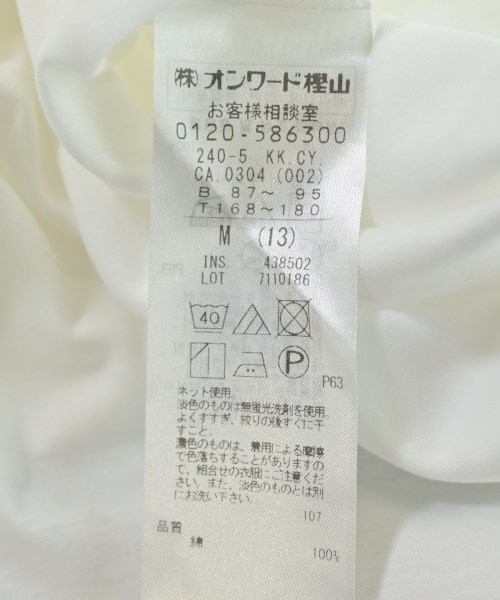 (株)オンワード樫山
お客様相談室
0120-586300
240-5 KK.CY.
CA.0304 (002)
B 87～ 95
T 168～180
M (13)
INS. 438502
LOT 7110186
40
P
P63
ネット使用。
淡色のものは無蛍光洗剤を使用。
よくすすぎ、絞りの後すぐに干
すこと。
濃色のものは、着用による摩擦
で色落ちすることがありますの
で、組合せの衣服にご注意くだ
さい。また、淡色のものとは別
にお洗い下さい。
107
品質
綿 100%